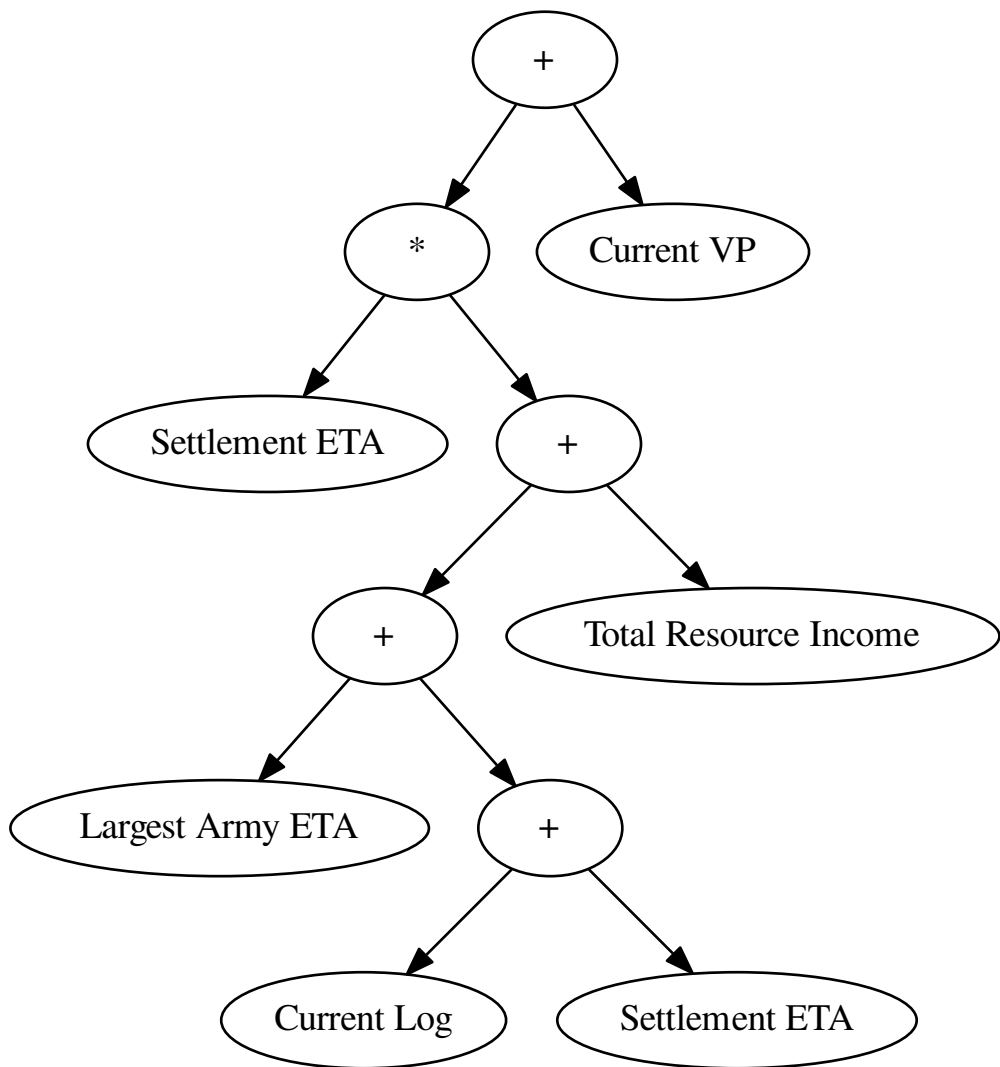 +
*
Current VP
Settlement ETA
+
+
Total Resource Income
Largest Army ETA
+
Current Log
Settlement ETA